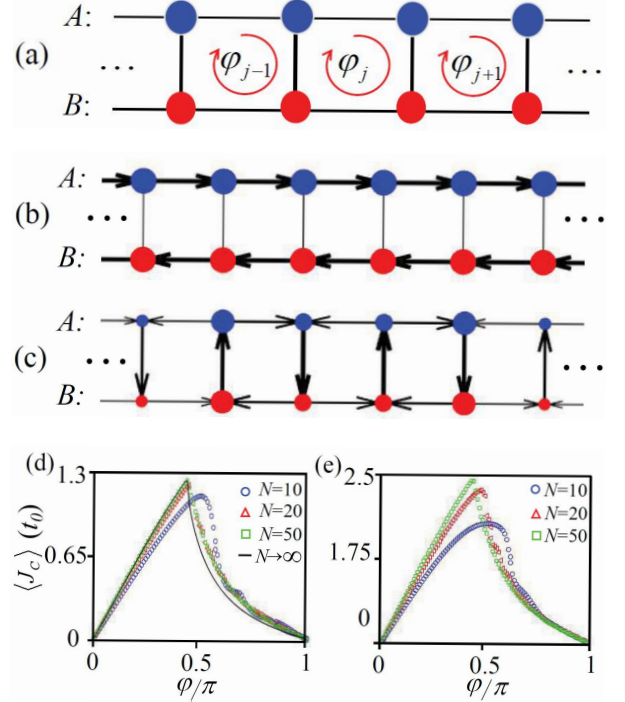 A:
(a)
φj−1 φj φj+1
... ...
B:
A:
(b)
... ...
B:
A:
(c)
... ...
B:
(d) (e)
⟨Jc⟩ (t0)
1.3
0.65
0
N=10
N=20
N=50
N→∞
0 0.5 1
φ/π
2.5
1.75
0
N=10
N=20
N=50
0 0.5 1
φ/π